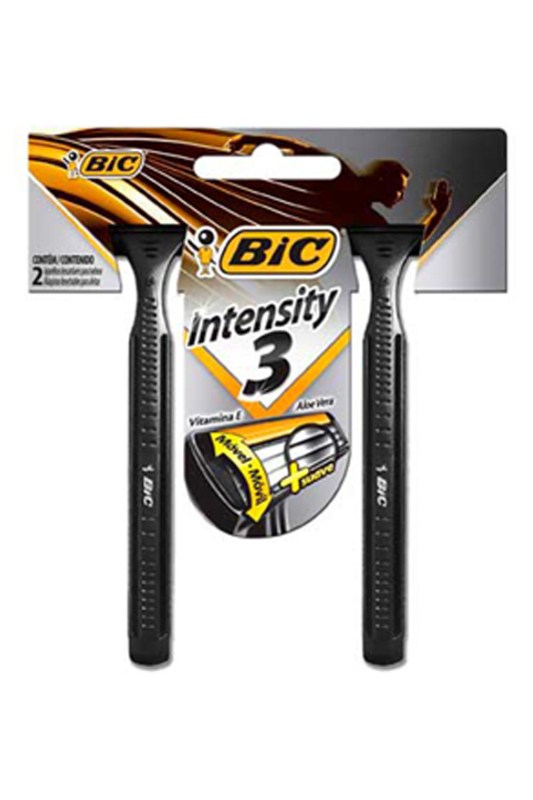 BIC
CONTÉM/CONTENIDO
2
BIC
Intensity
3
Vitamina E
Aloe Vera
Móvel • Móvil
+suave
BIC
BIC